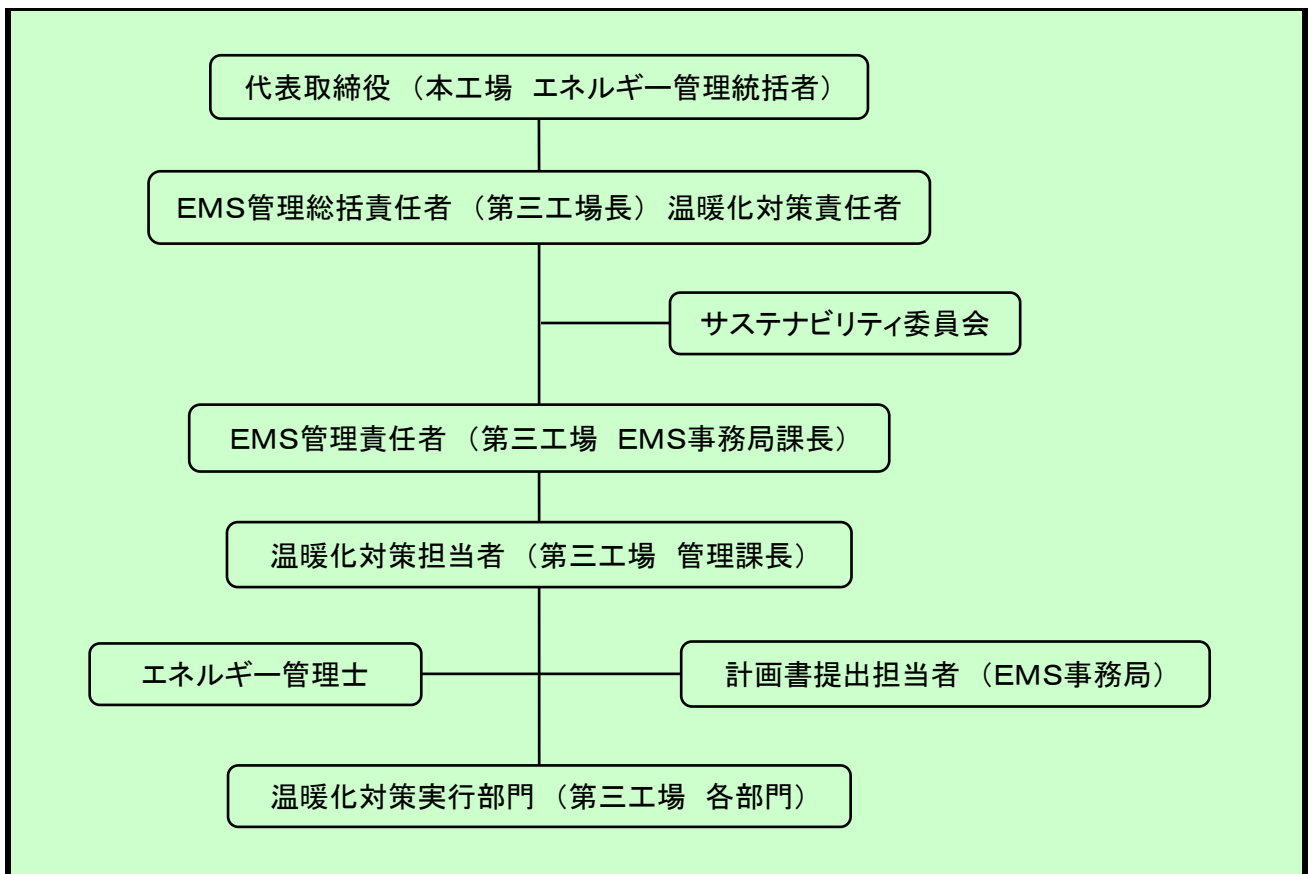 代表取締役 (本工場 エネルギー管理統括者)
EMS管理総括責任者 (第三工場長) 温暖化対策責任者
サステナビリティ委員会
EMS管理責任者 (第三工場 EMS事務局課長)
温暖化対策担当者 (第三工場 管理課長)
エネルギー管理士
計画書提出担当者 (EMS事務局)
温暖化対策実行部門 (第三工場 各部門)